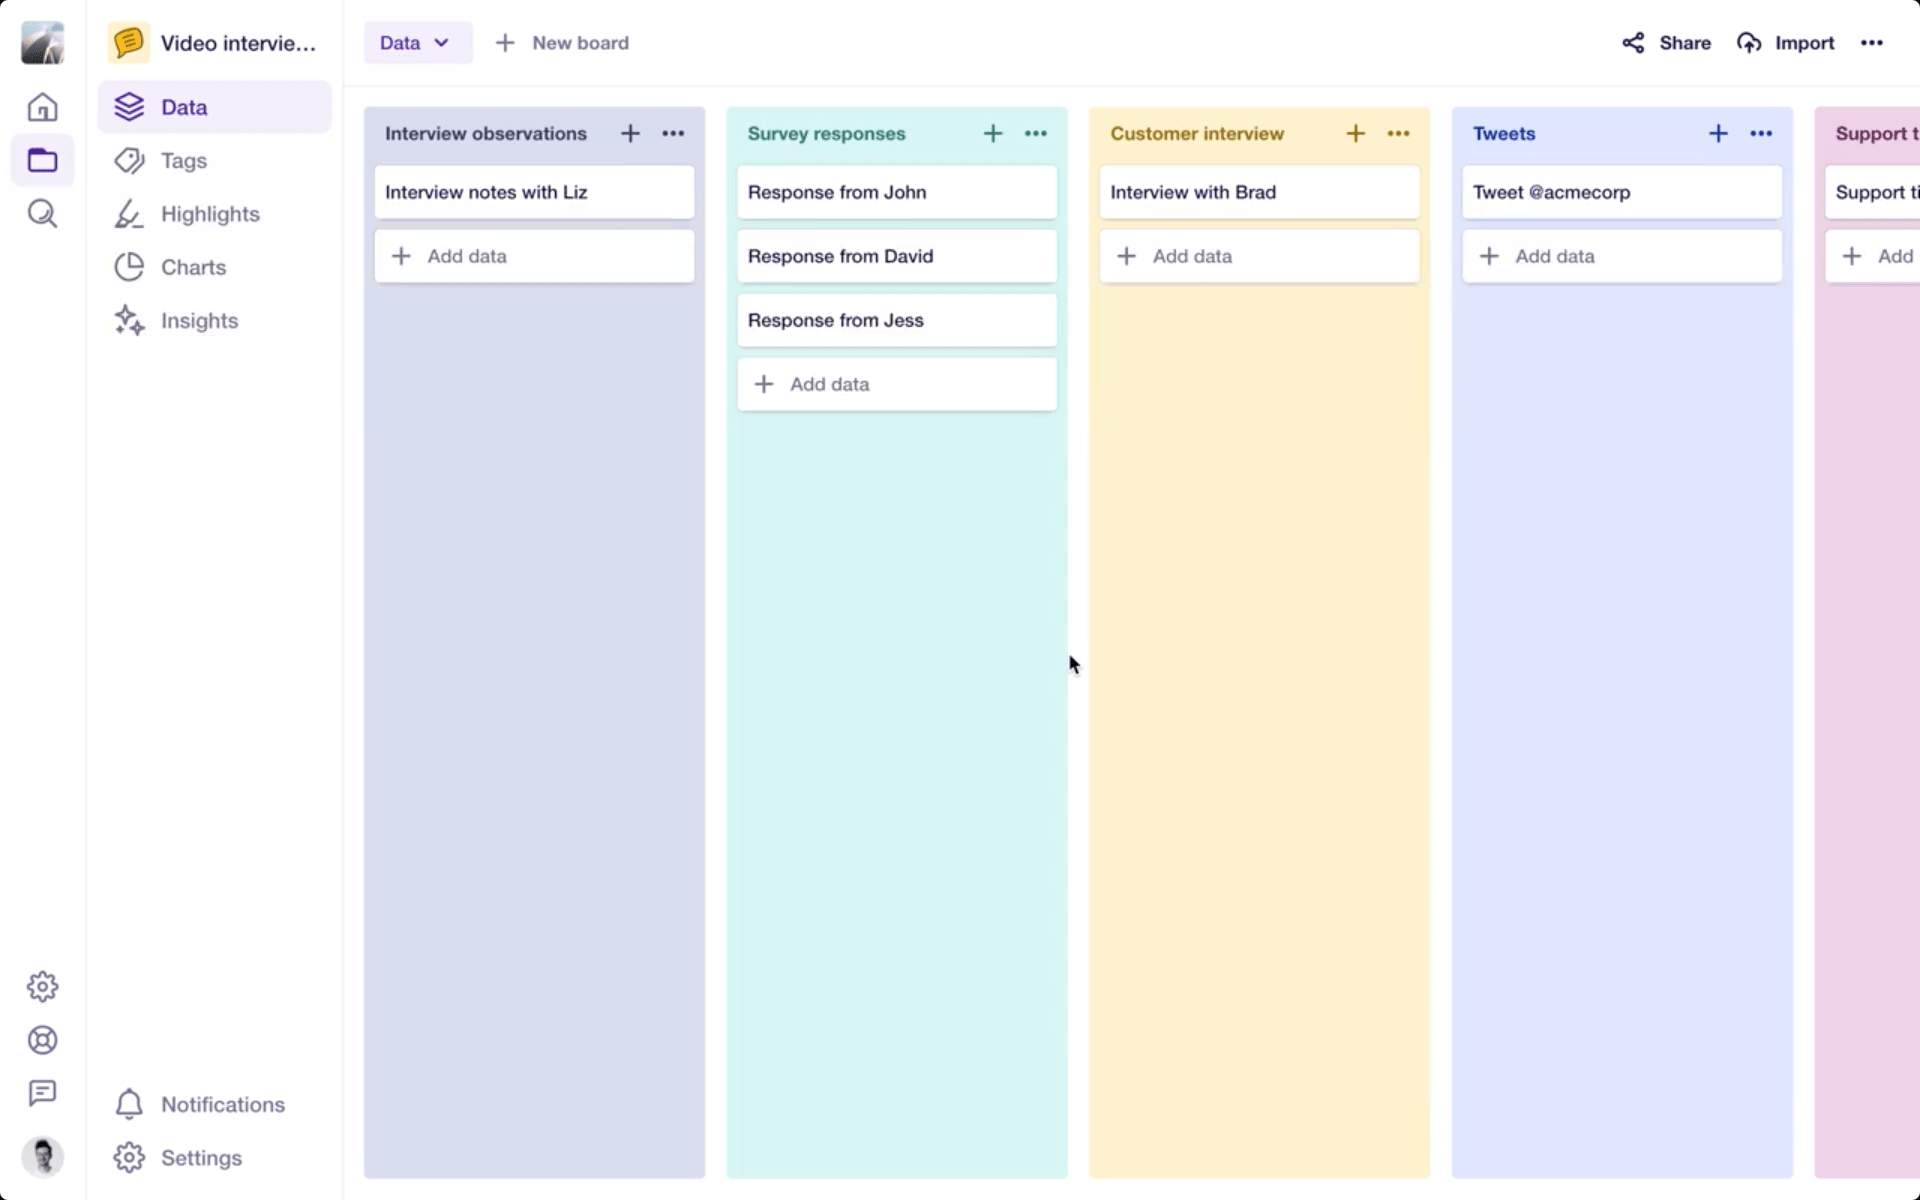 Video intervie...
Data
Tags
Highlights
Charts
Insights
Notifications
Settings
Data
New board
Share
Import
Interview observations
Interview notes with Liz
Add data
Survey responses
Response from John
Response from David
Response from Jess
Add data
Customer interview
Interview with Brad
Add data
Tweets
Tweet @acmecorp
Add data
Support t
Support ti
Add